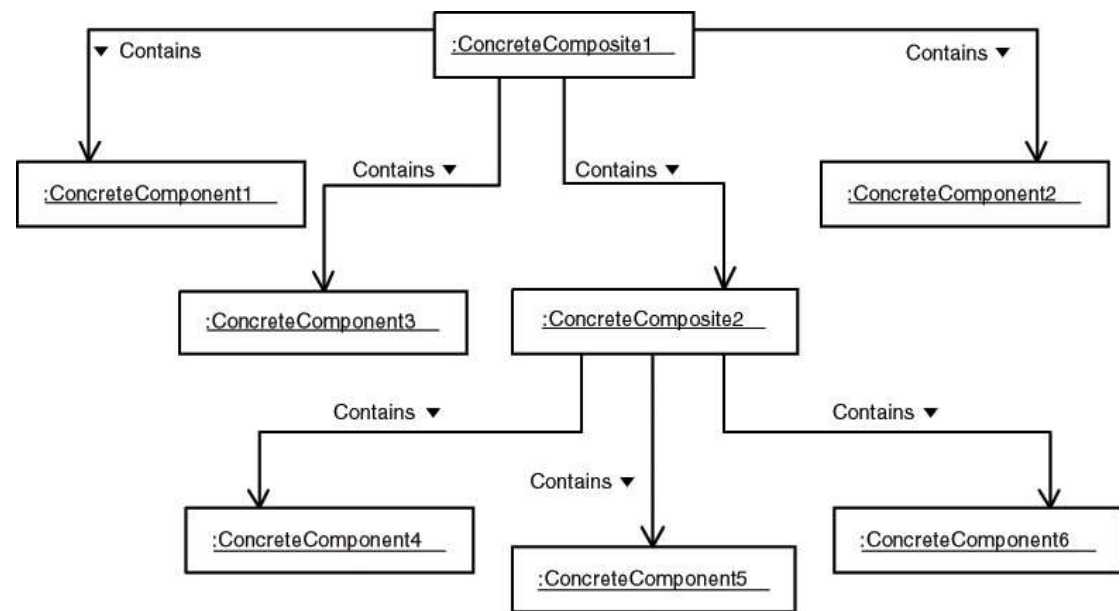 :ConcreteComposite1
▼ Contains
Contains ▼
:ConcreteComponent1
Contains ▼
Contains ▼
:ConcreteComponent2
:ConcreteComponent3
:ConcreteComposite2
Contains ▼
Contains ▼
Contains ▼
:ConcreteComponent4
:ConcreteComponent5
:ConcreteComponent6